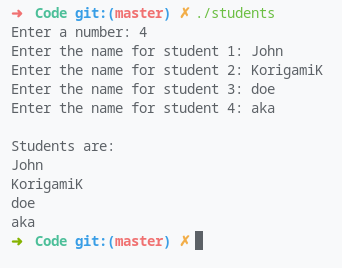 ➜ Code git:(master) ✗ ./students
Enter a number: 4
Enter the name for student 1: John
Enter the name for student 2: KorigamiK
Enter the name for student 3: doe
Enter the name for student 4: aka
Students are:
John
KorigamiK
doe
aka
➜ Code git:(master) ✗